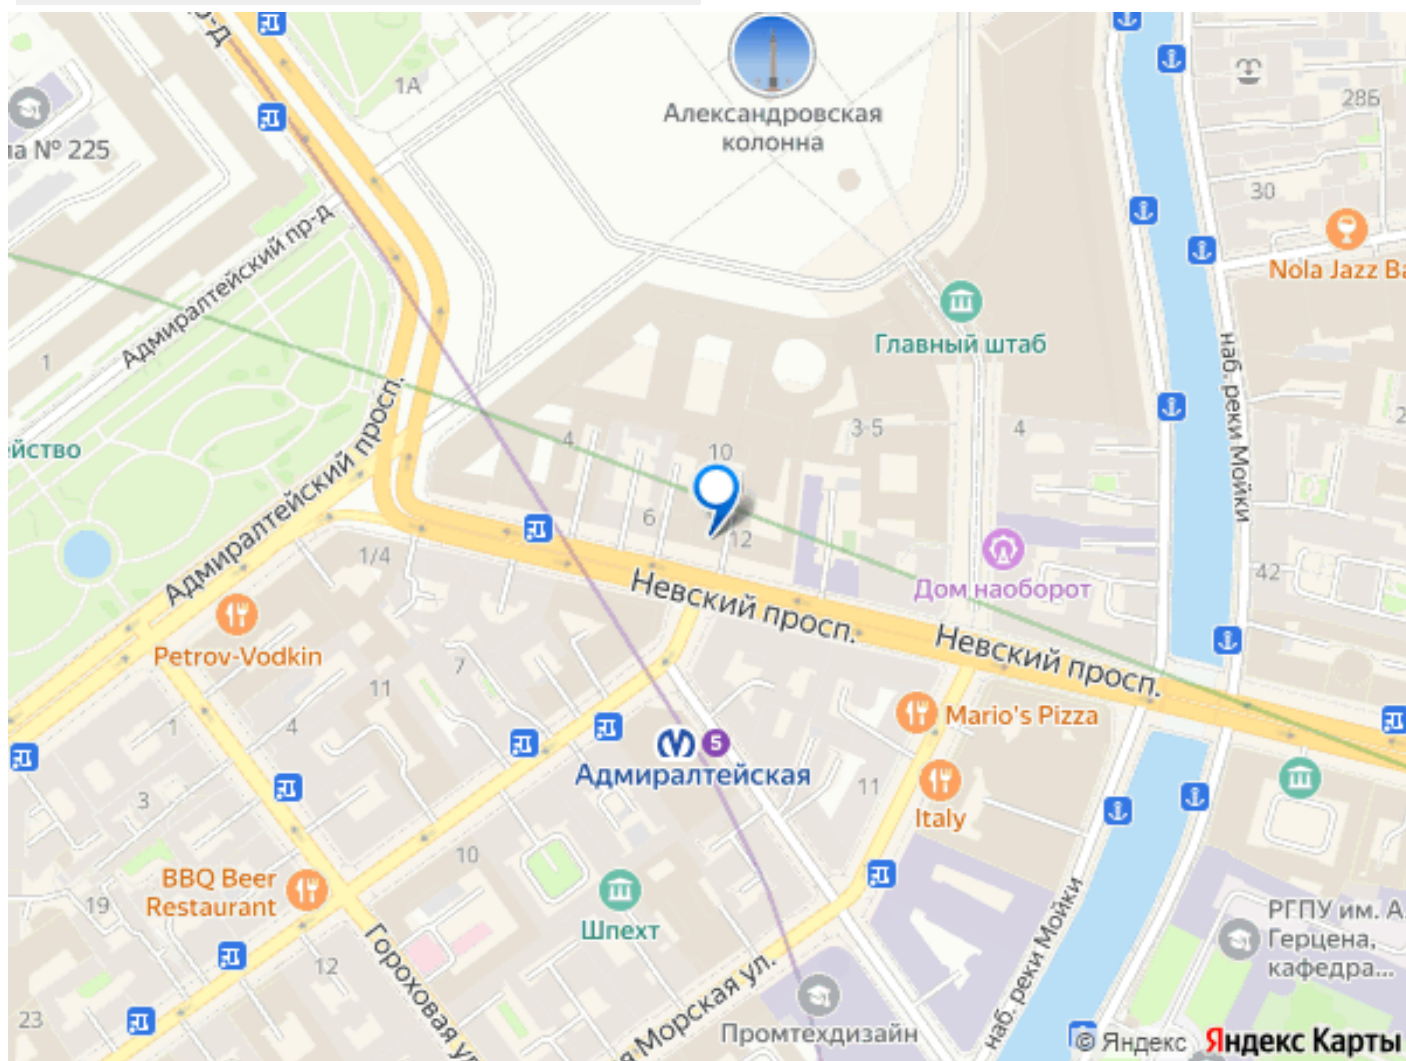 1А
Александровская
колонна
28Б
№ 225
30
Nola Jazz
Адмиралтейский пр-д
Главный штаб
наб. реки Мойки
1
4
10
3-5
4
2
Адмиралтейский просп.
6
12
1/4
Невский просп.
Дом наоборот
42
Невский просп.
Petrov-Vodkin
7
11
1
4
Mario's Pizza
5
Адмиралтейская
11
3
Italy
10
BBQ Beer
Restaurant
19
Шпехт
РГПУ им. А.
Герцена,
кафедра...
наб. реки Мойки
Гороховая ул
12
Морская ул.
23
Промтехдизайн
© Яндекс Яндекс Карты